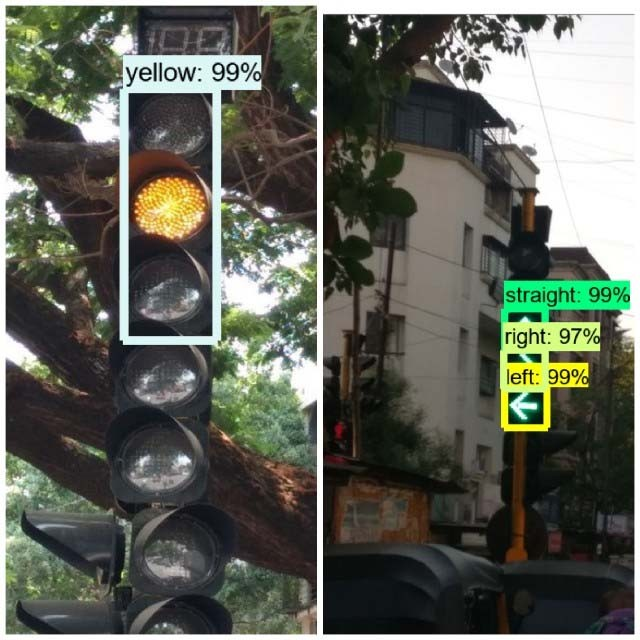 yellow: 99%
straight: 99%
right: 97%
left: 99%